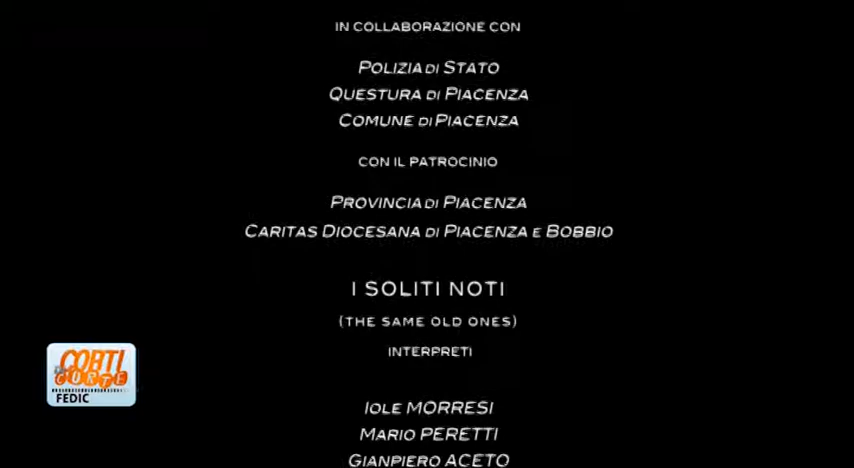 IN COLLABORAZIONE CON
POLIZIA DI STATO
QUESTURA DI PIACENZA
COMUNE DI PIACENZA
CON IL PATROCINIO
PROVINCIA DI PIACENZA
CARITAS DIOCESANA DI PIACENZA E BOBBIO
I SOLITI NOTI
(THE SAME OLD ONES)
INTERPRETI
IOLE MORRESI
MARIO PERETTI
GIANPIERO ACETO
CORTI
CORTE
FEDIC